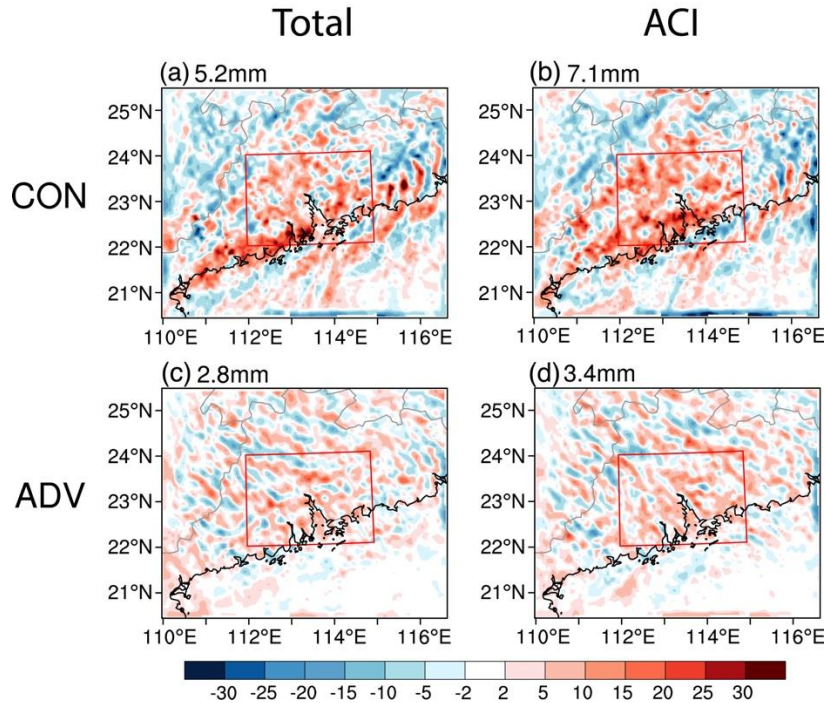 Total ACI
(a) 5.2mm (b) 7.1mm
25°N 25°N
24°N 24°N
CON
23°N 23°N
22°N 22°N
21°N 21°N
110°E 112°E 114°E 116°E 110°E 112°E 114°E 116°E
(c) 2.8mm (d) 3.4mm
25°N 25°N
24°N 24°N
ADV
23°N 23°N
22°N 22°N
21°N 21°N
110°E 112°E 114°E 116°E 110°E 112°E 114°E 116°E
-30 -25 -20 -15 -10 -5 -2 2 5 10 15 20 25 30